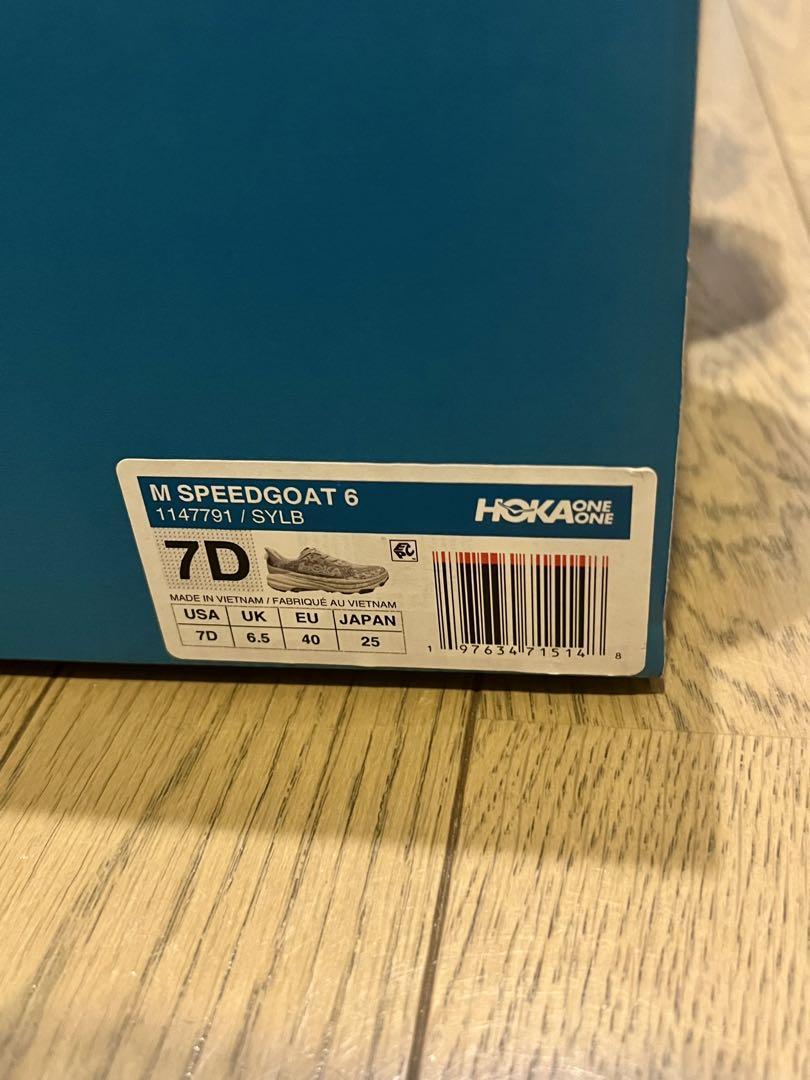 M SPEEDGOAT 6
1147791 / SYLB
HOKA ONE ONE
7D
MADE IN VIETNAM / FABRIQUÉ AU VIETNAM
USA UK EU JAPAN
7D 6.5 40 25
1 97634 71514 8